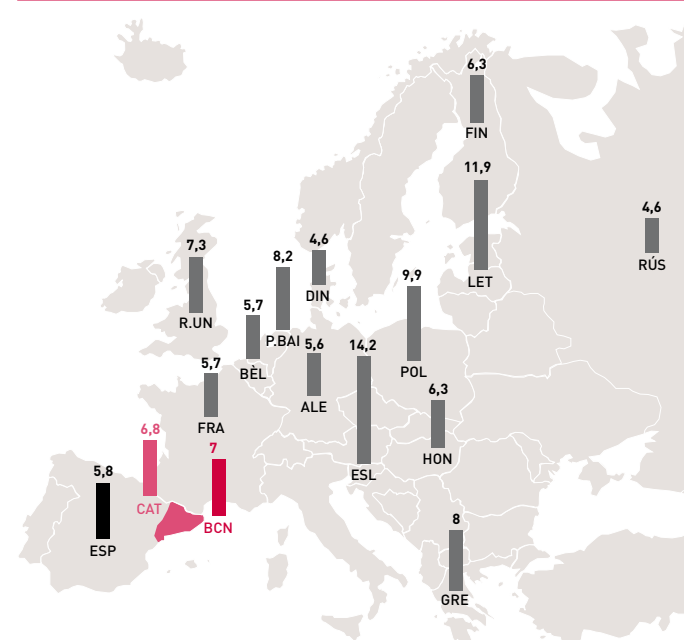 6,3
FIN
11,9
LET
4,6
RÚS
7,3
R.UN
8,2
P.BAI
4,6
DIN
9,9
POL
5,7
BÈL
5,6
ALE
14,2
ESL
5,7
FRA
6,3
HON
6,8
CAT
7
BCN
5,8
ESP
8
GRE